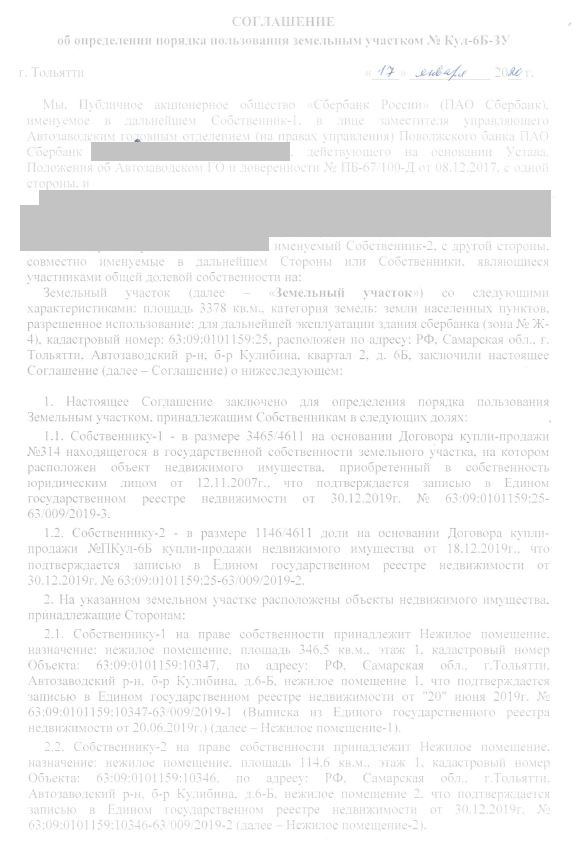 СОГЛАШЕНИЕ
об определении порядка пользования земельным участком № Кул-6Б-ЗУ
г. Тольятти « 17 » января 2020 г.
Мы, Публичное акционерное общество «Сбербанк России» (ПАО Сбербанк),
именуемое в дальнейшем Собственник-1, в лице заместителя управляющего
Автозаводским головным отделением (на правах управления) Поволжского банка ПАО
Сбербанк , действующего на основании Устава,
Положения об Автозаводском ГО и доверенности № ПБ-67/100-Д от 08.12.2017, с одной
стороны, и
именуемый Собственник-2, с другой стороны,
совместно именуемые в дальнейшем Стороны или Собственники, являющиеся
участниками общей долевой собственности на:
Земельный участок (далее – «Земельный участок») со следующими
характеристиками: площадь 3378 кв.м., категория земель: земли населенных пунктов,
разрешенное использование: для дальнейшей эксплуатации здания сбербанка (зона № Ж-
4), кадастровый номер: 63:09:0101159:25, расположен по адресу: РФ, Самарская обл., г.
Тольятти, Автозаводский р-н, б-р Кулибина, квартал 2, д. 6Б, заключили настоящее
Соглашение (далее – Соглашение) о нижеследующем:
1. Настоящее Соглашение заключено для определения порядка пользования
Земельным участком, принадлежащим Собственникам в следующих долях:
1.1. Собственнику-1 - в размере 3465/4611 на основании Договора купли-продажи
№314 находящегося в государственной собственности земельного участка, на котором
расположен объект недвижимого имущества, приобретенный в собственность
юридическим лицом от 12.11.2007г., что подтверждается записью в Едином
государственном реестре недвижимости от 30.12.2019г. № 63:09:0101159:25-
63/009/2019-3.
1.2. Собственнику-2 - в размере 1146/4611 доли на основании Договора купли-
продажи №ПКул-6Б купли-продажи недвижимого имущества от 18.12.2019г., что
подтверждается записью в Едином государственном реестре недвижимости от
30.12.2019г. № 63:09:0101159:25-63/009/2019-2.
2. На указанном земельном участке расположены объекты недвижимого имущества,
принадлежащие Сторонам:
2.1. Собственнику-1 на праве собственности принадлежит Нежилое помещение,
назначение: нежилое помещение, площадь 346,5 кв.м., этаж 1, кадастровый номер
Объекта: 63:09:0101159:10347, по адресу: РФ, Самарская обл., г.Тольятти,
Автозаводский р-н, б-р Кулибина, д.6-Б, нежилое помещение 1, что подтверждается
записью в Едином государственном реестре недвижимости от "20" июня 2019г. №
63:09:0101159:10347-63/009/2019-1 (Выписка из Единого государственного реестра
недвижимости от 20.06.2019г.) (далее – Нежилое помещение-1).
2.2. Собственнику-2 на праве собственности принадлежит Нежилое помещение,
назначение: нежилое помещение, площадь 114,6 кв.м., этаж 1, кадастровый номер
Объекта: 63:09:0101159:10346, по адресу: РФ, Самарская обл., г.Тольятти,
Автозаводский р-н, б-р Кулибина, д.6-Б, нежилое помещение 2, что подтверждается
записью в Едином государственном реестре недвижимости от 30.12.2019г. №
63:09:0101159:10346-63/009/2019-2 (далее – Нежилое помещение-2).